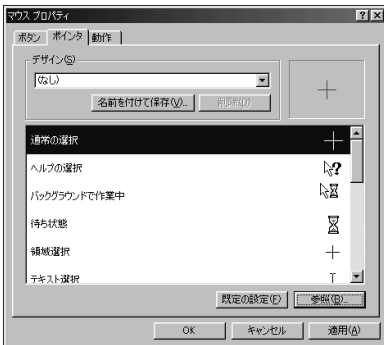 マウス プロパティ
ボタン ポインタ 動作
デザイン(S)
(なし)
名前を付けて保存(V)... 削除(D)
通常の選択
ヘルプの選択
バックグラウンドで作業中
待ち状態
領域選択
テキスト選択
既定の設定(F) 参照(B)...
OK キャンセル 適用(A)